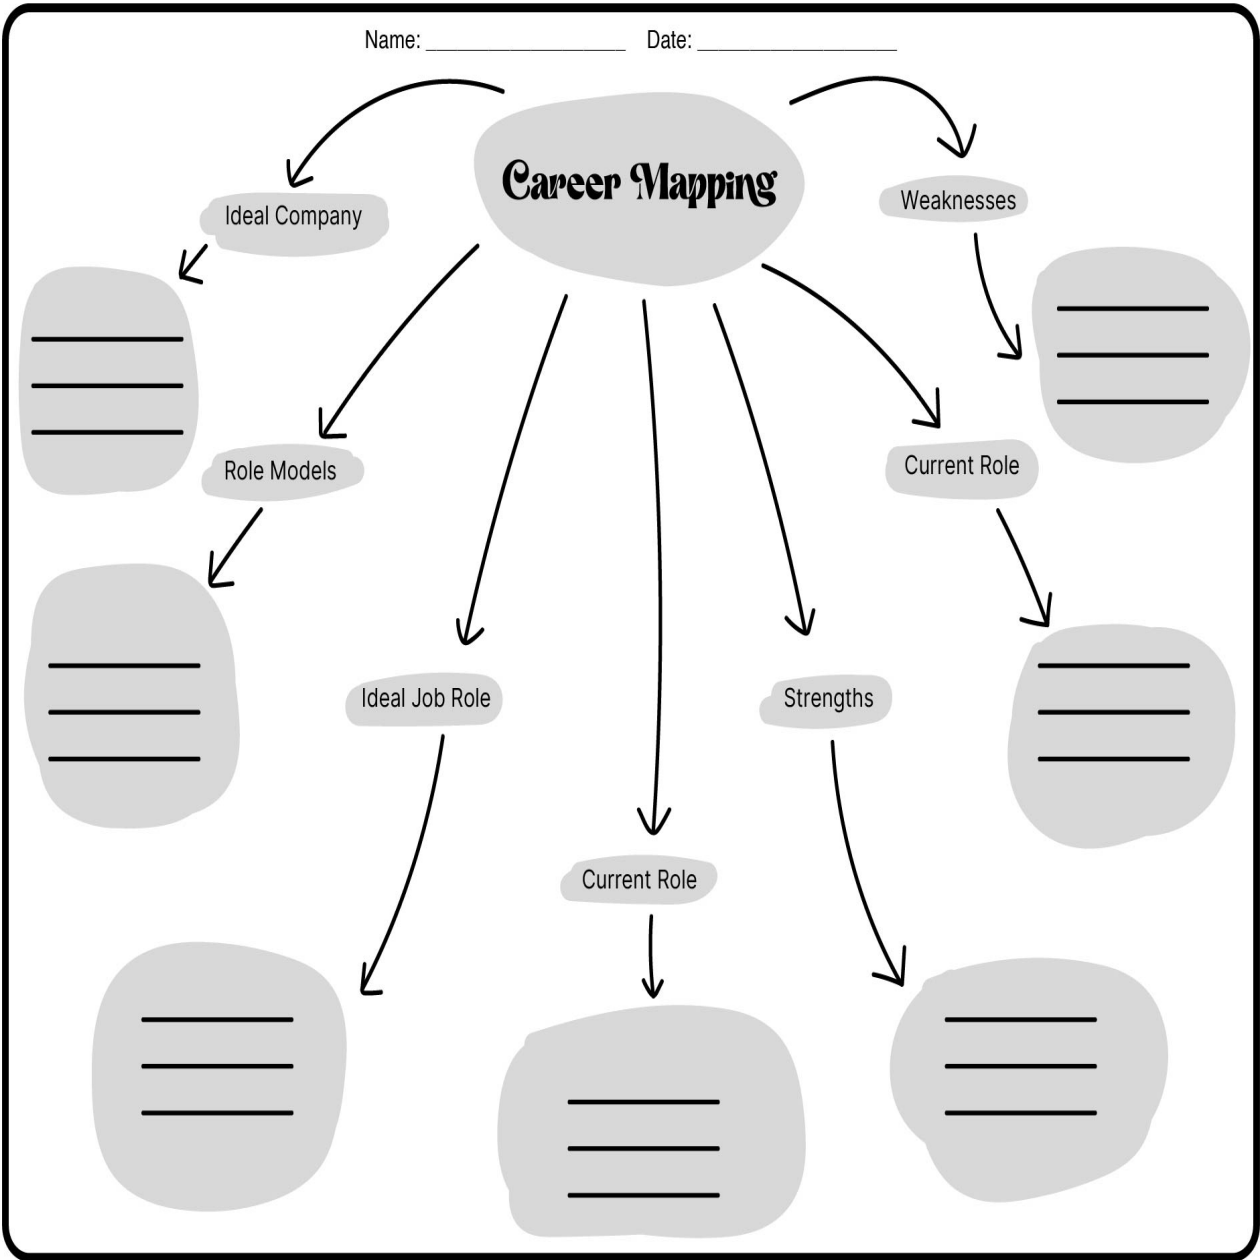 Name: ___________________ Date: ___________________
Career Mapping
Ideal Company
Weaknesses
Role Models
Current Role
Ideal Job Role
Strengths
Current Role